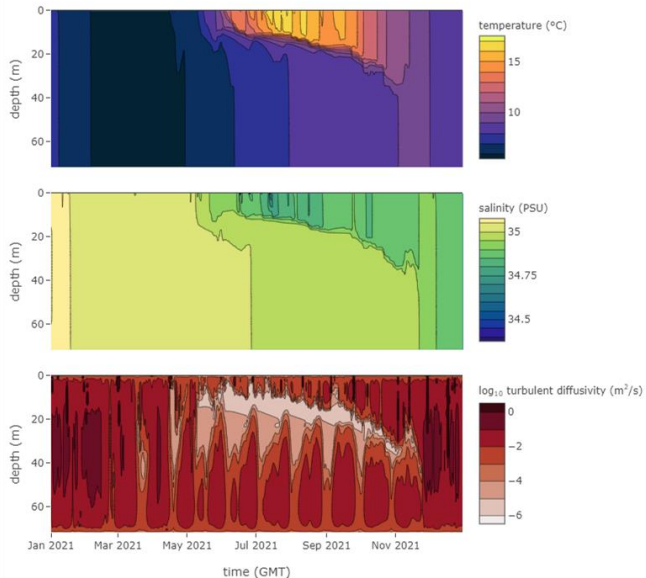 temperature (°C)
0
20
40
60
depth (m)
15
10
salinity (PSU)
0
20
40
60
depth (m)
35
34.75
34.5
log₁₀ turbulent diffusivity (m²/s)
0
20
40
60
depth (m)
0
−2
−4
−6
Jan 2021 Mar 2021 May 2021 Jul 2021 Sep 2021 Nov 2021
time (GMT)